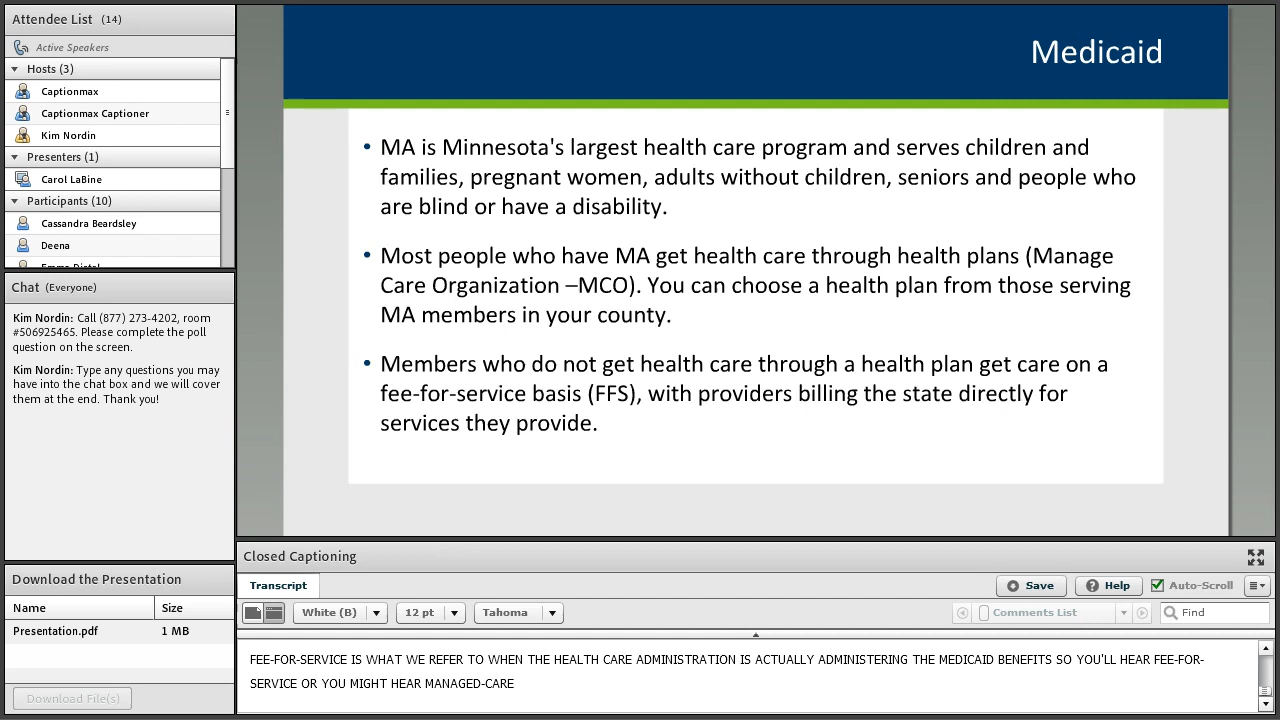 Attendee List (14)
Active Speakers
Hosts (3)
Captionmax
Captionmax Captioner
Kim Nordin
Presenters (1)
Carol LaBine
Participants (10)
Cassandra Beardsley
Deena
Chat (Everyone)
Kim Nordin: Call (877) 273-4202, room
#506925465. Please complete the poll
question on the screen.
Kim Nordin: Type any questions you may
have into the chat box and we will cover
them at the end. Thank you!
Download the Presentation
Name Size
Presentation.pdf 1 MB
Download File(s)
Medicaid
• MA is Minnesota's largest health care program and serves children and
families, pregnant women, adults without children, seniors and people who
are blind or have a disability.
• Most people who have MA get health care through health plans (Manage
Care Organization –MCO). You can choose a health plan from those serving
MA members in your county.
• Members who do not get health care through a health plan get care on a
fee-for-service basis (FFS), with providers billing the state directly for
services they provide.
Closed Captioning
Transcript Save Help Auto-Scroll
White (B) 12 pt Tahoma Comments List Find
FEE-FOR-SERVICE IS WHAT WE REFER TO WHEN THE HEALTH CARE ADMINISTRATION IS ACTUALLY ADMINISTERING THE MEDICAID BENEFITS SO YOU'LL HEAR FEE-FOR-
SERVICE OR YOU MIGHT HEAR MANAGED-CARE